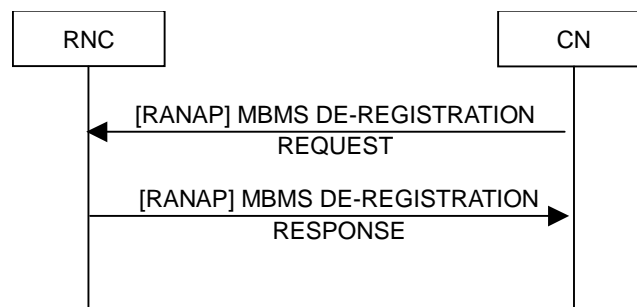 RNC
CN
[RANAP] MBMS DE-REGISTRATION
REQUEST
[RANAP] MBMS DE-REGISTRATION
RESPONSE